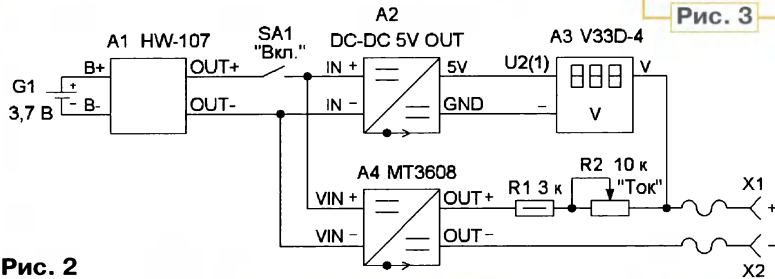 Рис. 3
A1 HW-107
SA1
"Вкл."
A2
DC-DC 5V OUT
A3 V33D-4
G1
3,7 В
B+
B-
OUT+
OUT-
IN +
IN -
5V
GND
U2(1)
-
V
V
A4 MT3608
VIN +
VIN -
OUT+
OUT-
R1 3 к
R2 10 к
"Ток"
X1
+
-
X2
+
-
Рис. 2